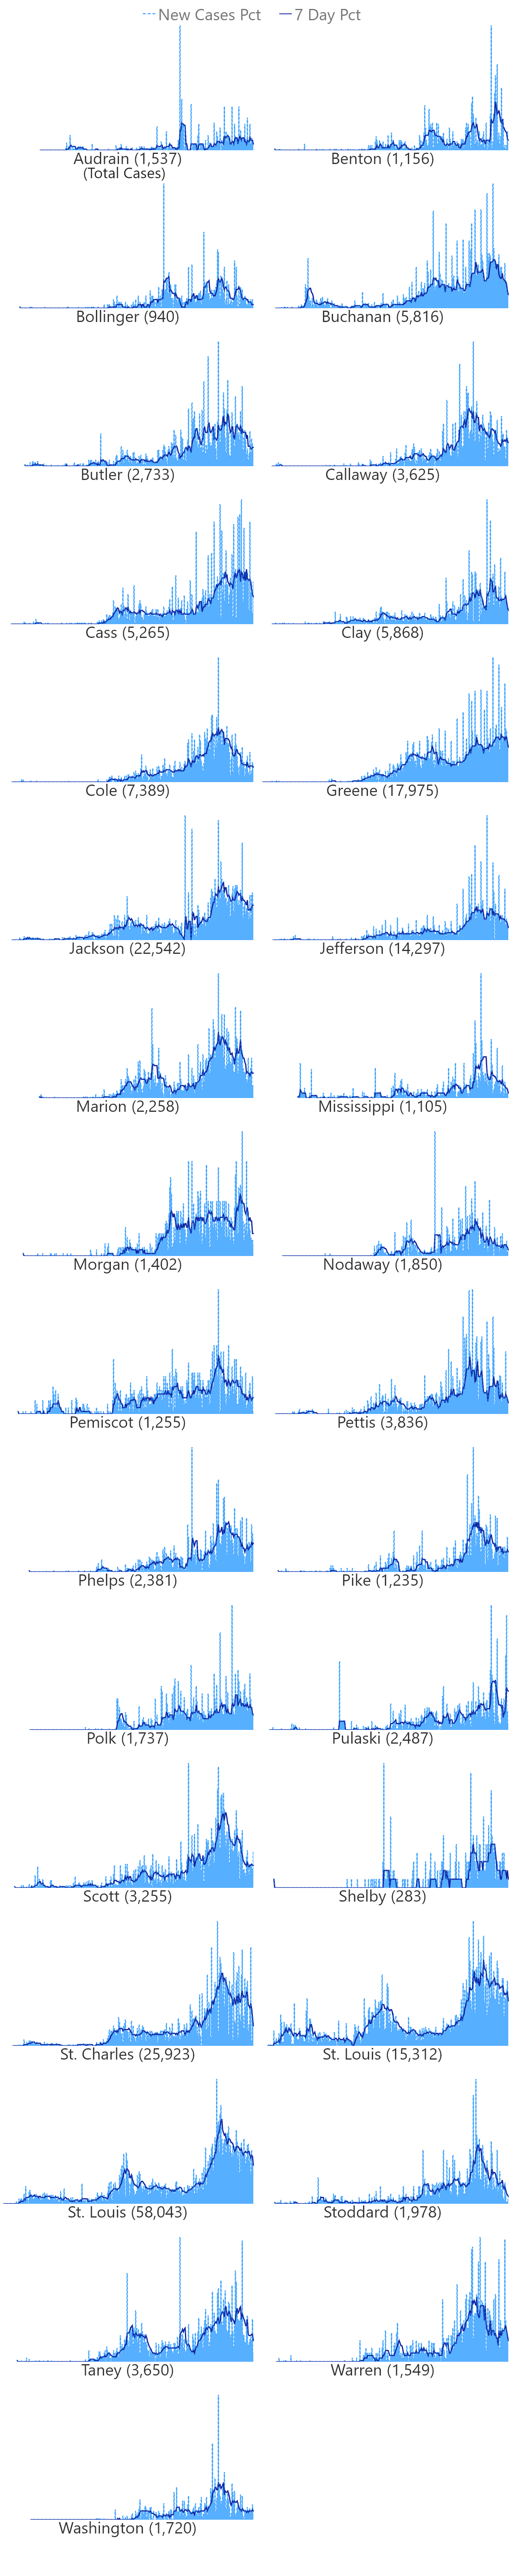 New Cases Pct 7 Day Pct
Audrain (1,537) Benton (1,156)
(Total Cases)
Bollinger (940) Buchanan (5,816)
Butler (2,733) Callaway (3,625)
Cass (5,265) Clay (5,868)
Cole (7,389) Greene (17,975)
Jackson (22,542) Jefferson (14,297)
Marion (2,258) Mississippi (1,105)
Morgan (1,402) Nodaway (1,850)
Pemiscot (1,255) Pettis (3,836)
Phelps (2,381) Pike (1,235)
Polk (1,737) Pulaski (2,487)
Scott (3,255) Shelby (283)
St. Charles (25,923) St. Louis (15,312)
St. Louis (58,043) Stoddard (1,978)
Taney (3,650) Warren (1,549)
Washington (1,720)